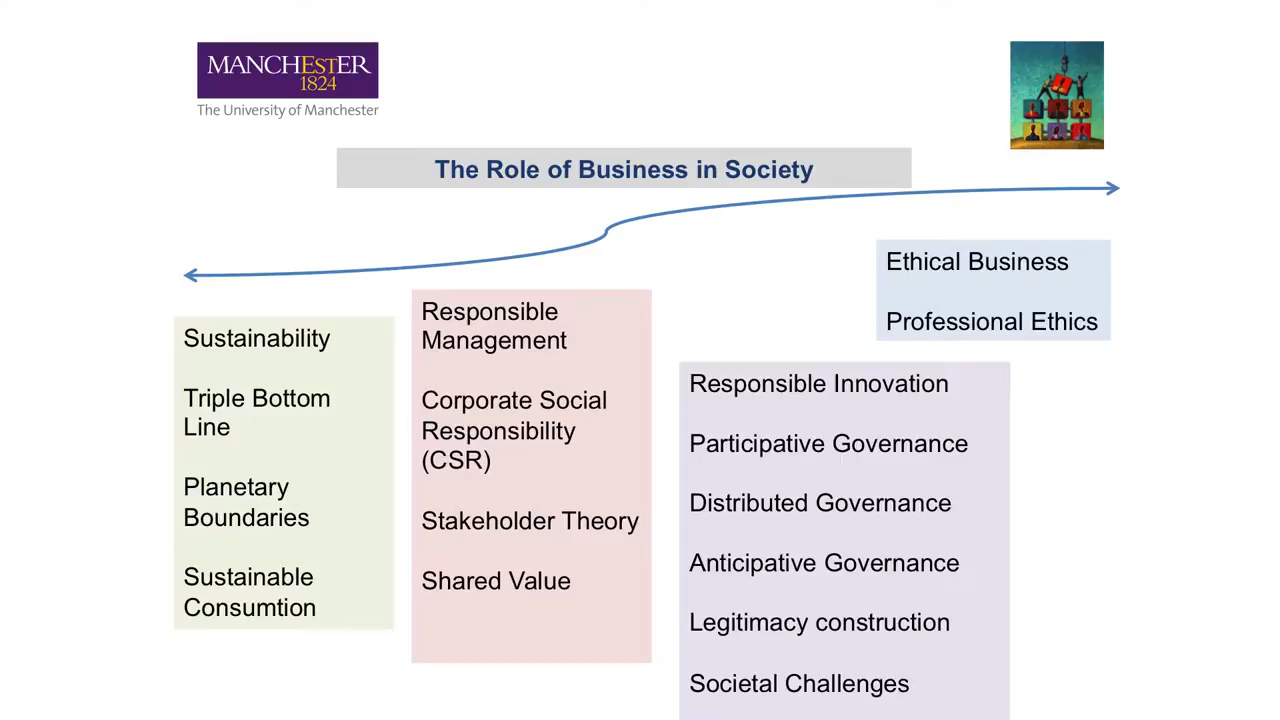 MANCHESTER
1824
The University of Manchester
The Role of Business in Society
Sustainability
Triple Bottom
Line
Planetary
Boundaries
Sustainable
Consumtion
Responsible
Management
Corporate Social
Responsibility
(CSR)
Stakeholder Theory
Shared Value
Responsible Innovation
Participative Governance
Distributed Governance
Anticipative Governance
Legitimacy construction
Societal Challenges
Ethical Business
Professional Ethics